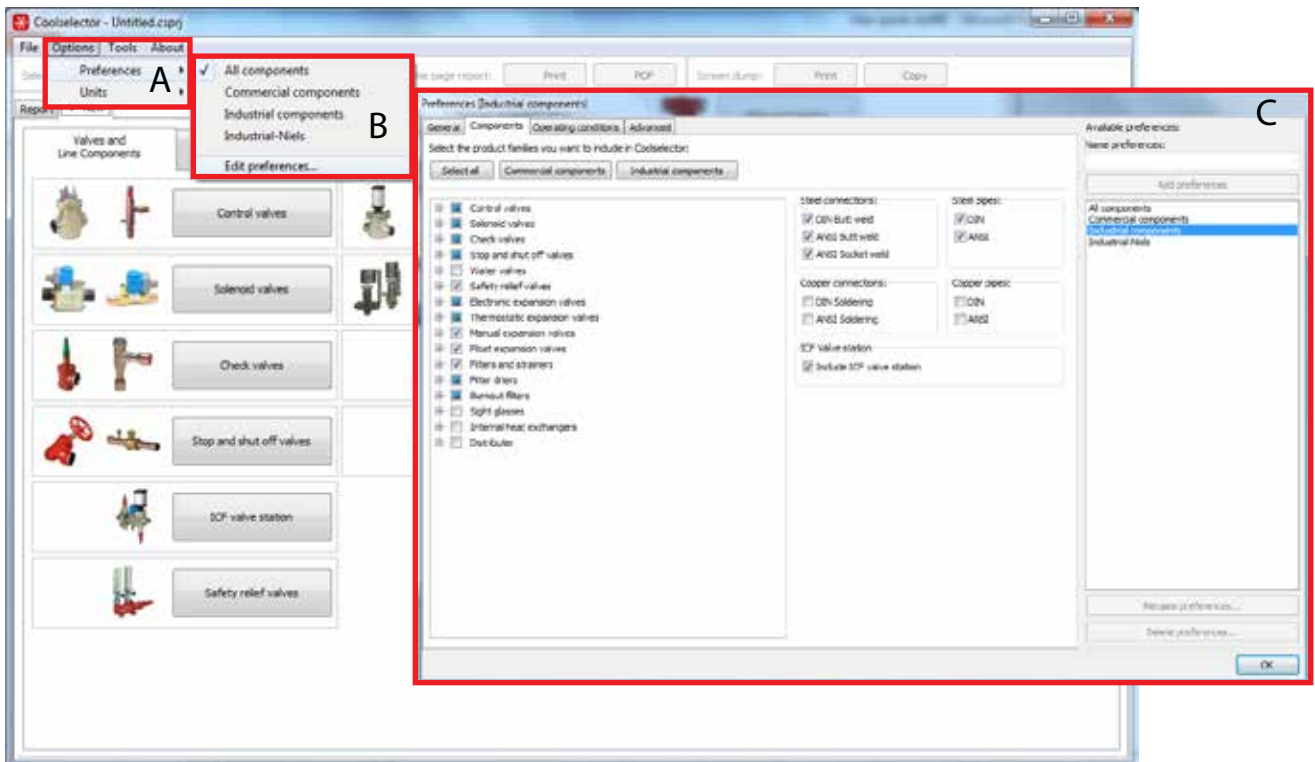 Coolselector - Untitled.csprj
File Options Tools About
Preferences
Units
A
✓ All components
Commercial components
Industrial components
Industrial-Niels
Edit preferences...
B
page report: Print PDF Screen dump: Print Copy
Report
Valves and
Line Components
Control valves
Solenoid valves
Check valves
Stop and shut off valves
ICF valve station
Safety relief valves
Preferences [Industrial components]
C
General Components Operating conditions Advanced
Select the product families you want to include in Coolselector:
Select all Commercial components Industrial components
Control valves
Solenoid valves
Check valves
Stop and shut off valves
Water valves
Safety relief valves
Electronic expansion valves
Thermostatic expansion valves
Manual expansion valves
Float expansion valves
Filters and strainers
Filter driers
Burnout filters
Sight glasses
Internal heat exchangers
Distributer
Steel connections:
DIN Butt weld
ANSI Butt weld
ANSI Socket weld
Steel pipes:
DIN
ANSI
Copper connections:
DIN Soldering
ANSI Soldering
Copper pipes:
DIN
ANSI
ICF Valve station
Include ICF valve station
Available preferences:
Name preferences:
Add preferences
All components
Commercial components
Industrial components
Industrial-Niels
Rename preferences...
Delete preferences...
OK